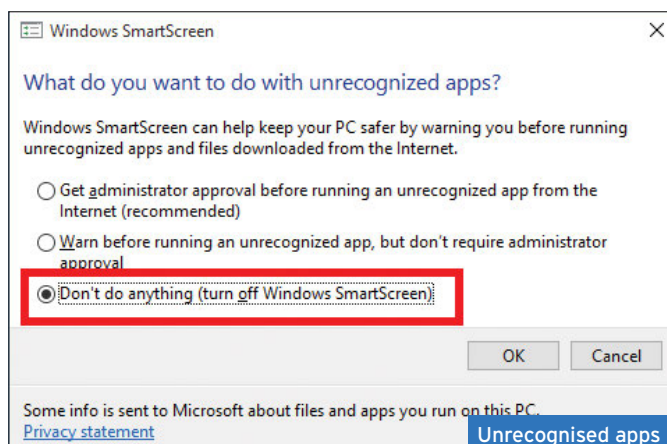 Windows SmartScreen
What do you want to do with unrecognized apps?
Windows SmartScreen can help keep your PC safer by warning you before running
unrecognized apps and files downloaded from the Internet.
Get administrator approval before running an unrecognized app from the
Internet (recommended)
Warn before running an unrecognized app, but don't require administrator
approval
Don't do anything (turn off Windows SmartScreen)
OK Cancel
Some info is sent to Microsoft about files and apps you run on this PC.
Privacy statement
Unrecognised apps